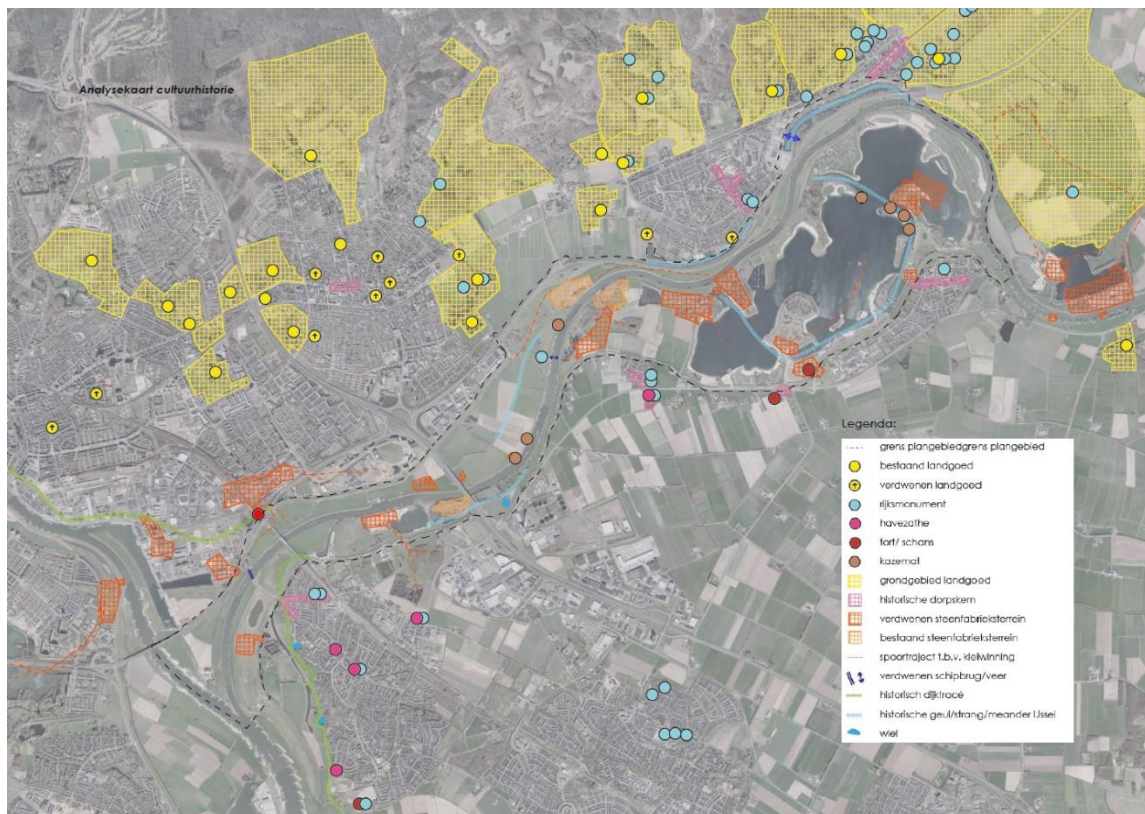 Analysekaart cultuurhistorie
Legenda:
grens plangebiedgrens plangebied
bestaand landgoed
verdwenen landgoed
rijksmonument
havezathe
fort/ schans
kazemat
grondgebied landgoed
historische dorpskern
verdwenen steenfabrieksterrein
bestaand steenfabrieksterrein
spoortraject t.b.v. kleiwinning
verdwenen schipbrug/veer
historisch dijktracé
historische geul/strang/meander IJssel
wiel